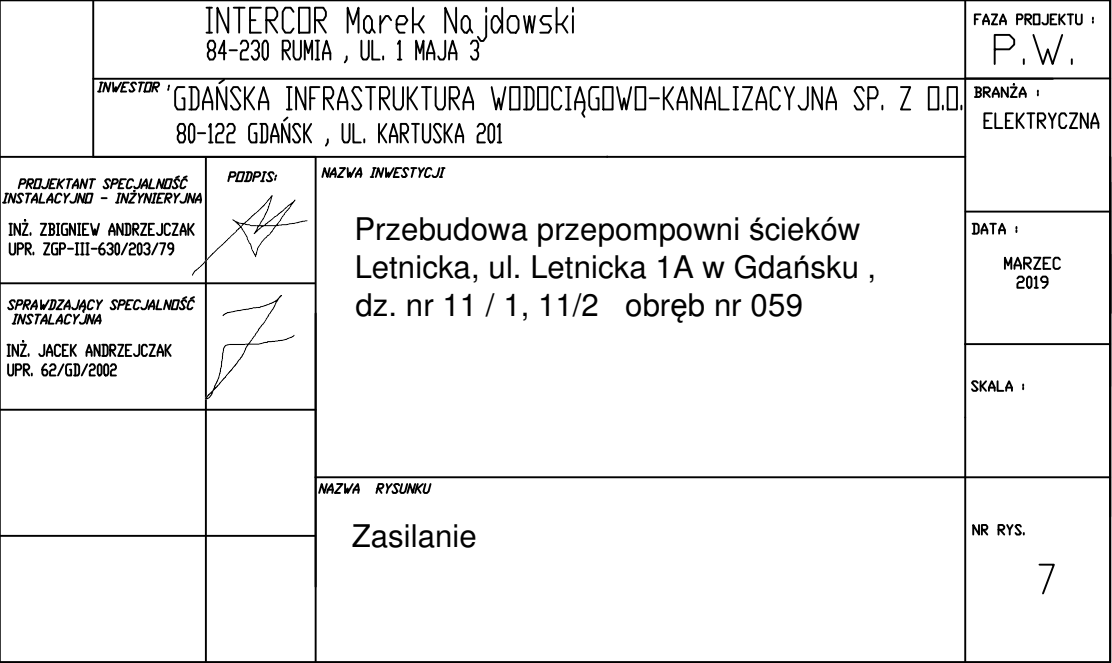 INTERCOR Marek Najdowski
84-230 RUMIA , UL. 1 MAJA 3
FAZA PROJEKTU :
P.W.
INWESTOR :
GDAŃSKA INFRASTRUKTURA WODOCIĄGOWO-KANALIZACYJNA SP. Z O.O.
80-122 GDAŃSK , UL. KARTUSKA 201
BRANŻA :
ELEKTRYCZNA
PROJEKTANT SPECJALNOŚĆ
INSTALACYJNO - INŻYNIERYJNA
INŻ. ZBIGNIEW ANDRZEJCZAK
UPR. ZGP-III-630/203/79
PODPIS:
NAZWA INWESTYCJI
Przebudowa przepompowni ścieków
Letnicka, ul. Letnicka 1A w Gdańsku ,
dz. nr 11 / 1, 11/2 obręb nr 059
DATA :
MARZEC
2019
SPRAWDZAJĄCY SPECJALNOŚĆ
INSTALACYJNA
INŻ. JACEK ANDRZEJCZAK
UPR. 62/GD/2002
SKALA :
NAZWA RYSUNKU
Zasilanie
NR RYS.
7